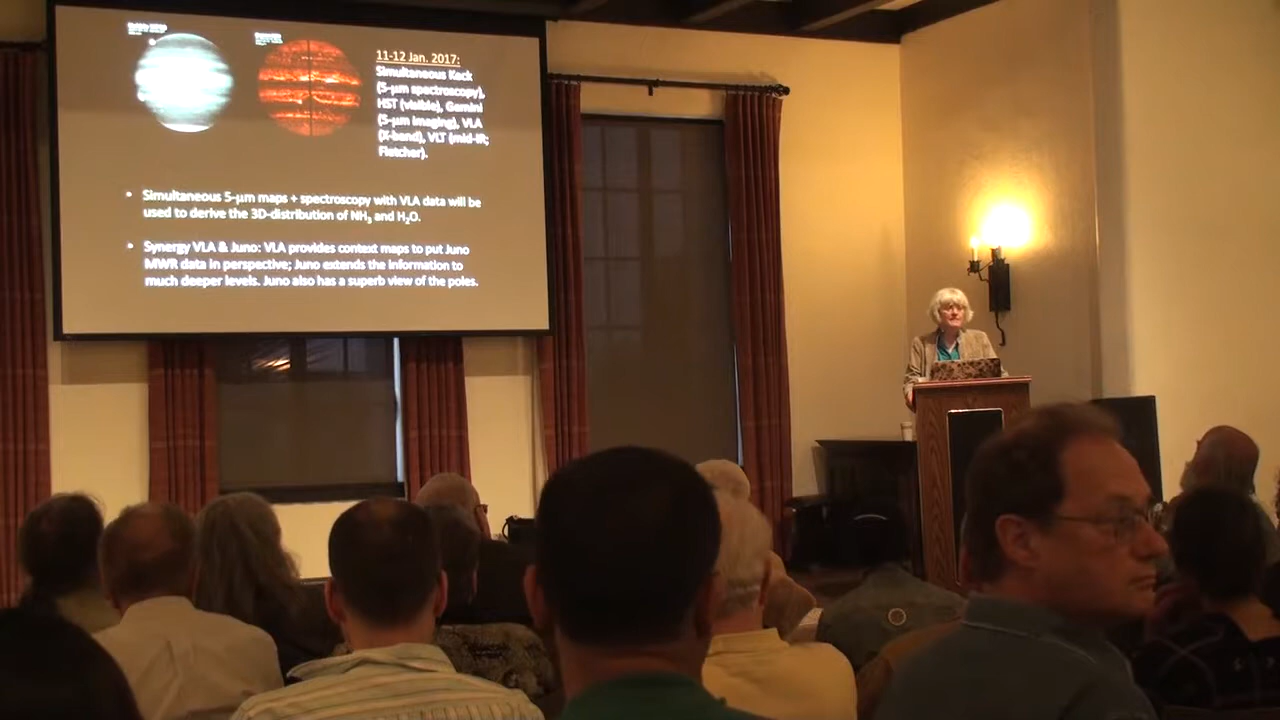 11-12 Jan. 2017:
Simultaneous Keck
(5-μm spectroscopy),
HST (visible), Gemini
(5-μm imaging), VLA
(X-band), VLT (mid-IR;
Fletcher).
• Simultaneous 5-μm maps + spectroscopy with VLA data will be
used to derive the 3D-distribution of NH₃ and H₂O.
• Synergy VLA & Juno: VLA provides context maps to put Juno
MWR data in perspective; Juno extends the information to
much deeper levels. Juno also has a superb view of the poles.